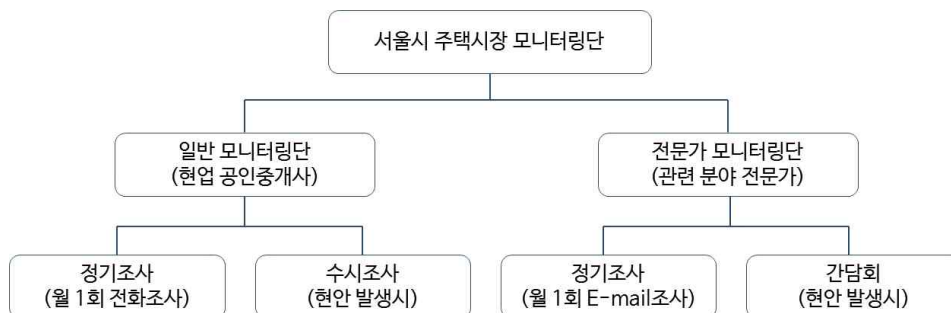 서울시 주택시장 모니터링단
일반 모니터링단
(현업 공인중개사)
전문가 모니터링단
(관련 분야 전문가)
정기조사
(월 1회 전화조사)
수시조사
(현안 발생시)
정기조사
(월 1회 E-mail조사)
간담회
(현안 발생시)